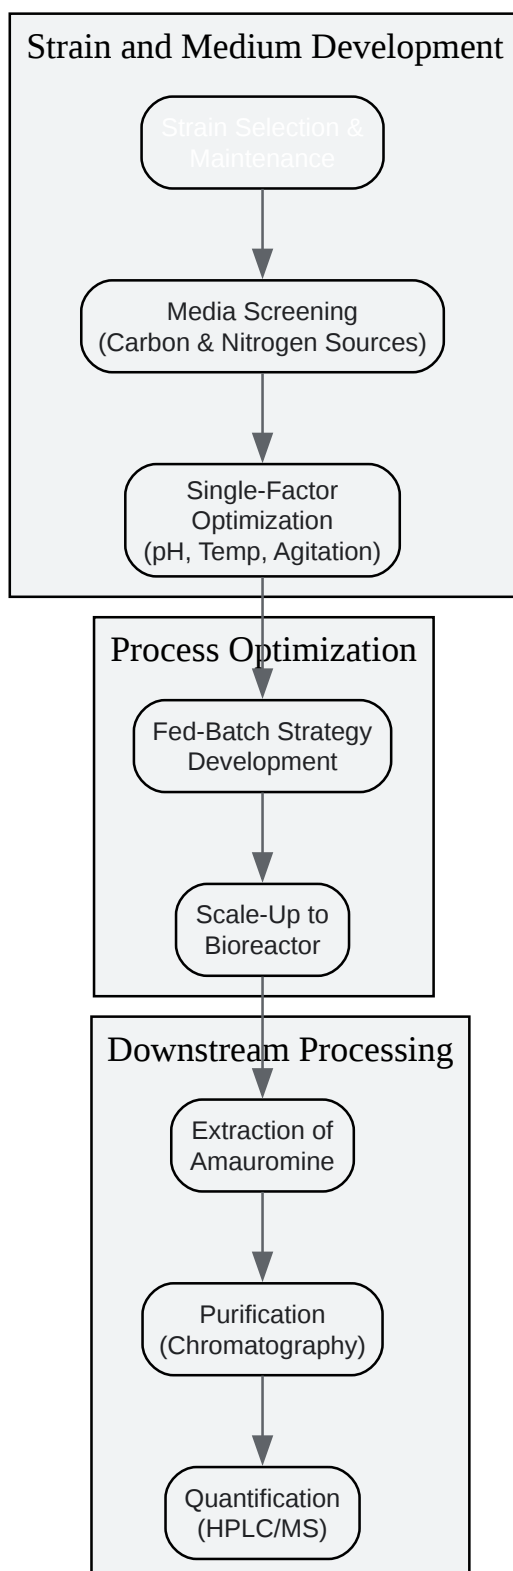 Strain and Medium Development
Strain Selection &
Maintenance
Media Screening
(Carbon & Nitrogen Sources)
Single-Factor
Optimization
(pH, Temp, Agitation)
Process Optimization
Fed-Batch Strategy
Development
Scale-Up to
Bioreactor
Downstream Processing
Extraction of
Amauromine
Purification
(Chromatography)
Quantification
(HPLC/MS)